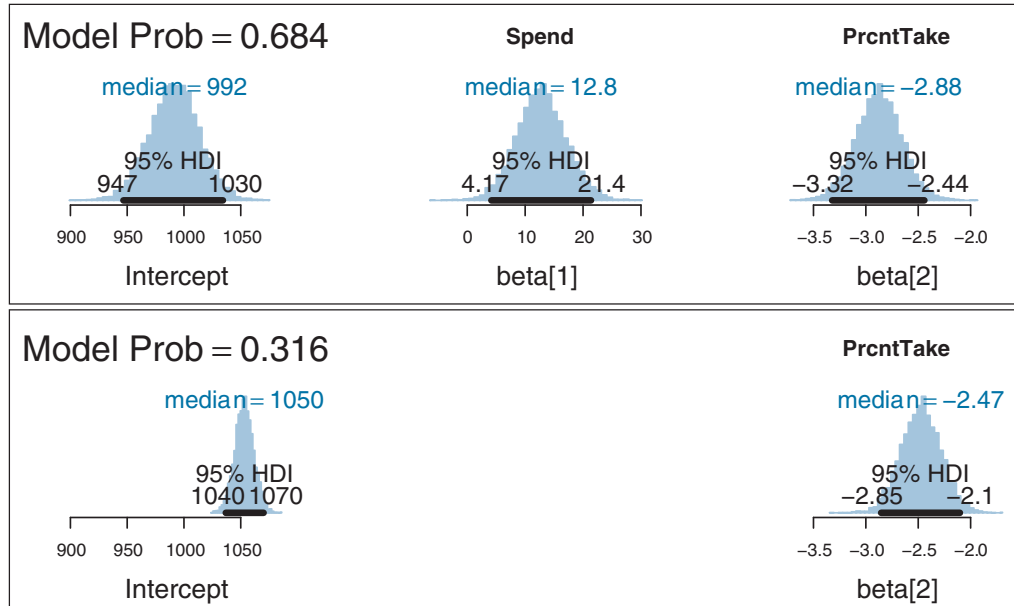 Model Prob = 0.684
Spend
PrcntTake
median = 992
median = 12.8
median = −2.88
95% HDI
95% HDI
95% HDI
947 1030
4.17 21.4
−3.32 −2.44
900 950 1000 1050
0 10 20 30
−3.5 −3.0 −2.5 −2.0
Intercept
beta[1]
beta[2]
Model Prob = 0.316
PrcntTake
median = 1050
median = −2.47
95% HDI
95% HDI
1040 1070
−2.85 −2.1
900 950 1000 1050
−3.5 −3.0 −2.5 −2.0
Intercept
beta[2]